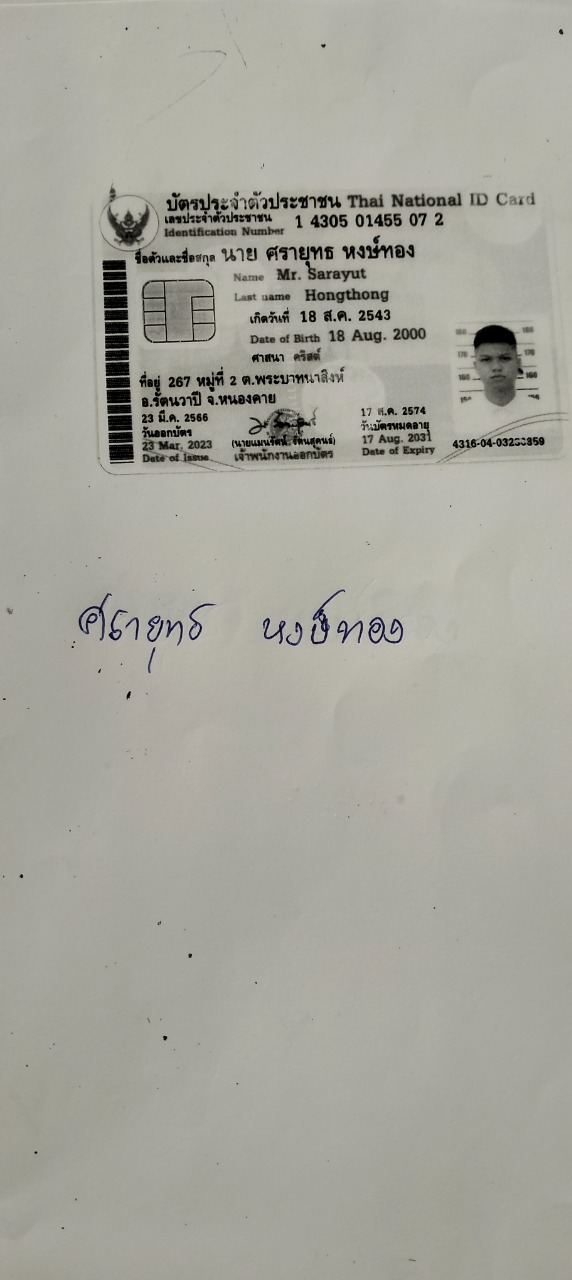 บัตรประจำตัวประชาชน Thai National ID Card
เลขประจำตัวประชาชน 1 4305 01455 07 2
Identification Number
ชื่อตัวและชื่อสกุล นาย ศรายุทธ หงษ์ทอง
Name Mr. Sarayut
Last name Hongthong
เกิดวันที่ 18 ส.ค. 2543
Date of Birth 18 Aug. 2000
ศาสนา คริสต์
ที่อยู่ 267 หมู่ที่ 2 ต.พระบาทนาสิงห์
อ.รัตนวาปี จ.หนองคาย
23 มี.ค. 2566
วันออกบัตร
23 Mar. 2023
Date of Issue
เจ้าพนักงานออกบัตร
17 ส.ค. 2574
วันบัตรหมดอายุ
17 Aug. 2031
Date of Expiry
ศรายุทธ หงษ์ทอง